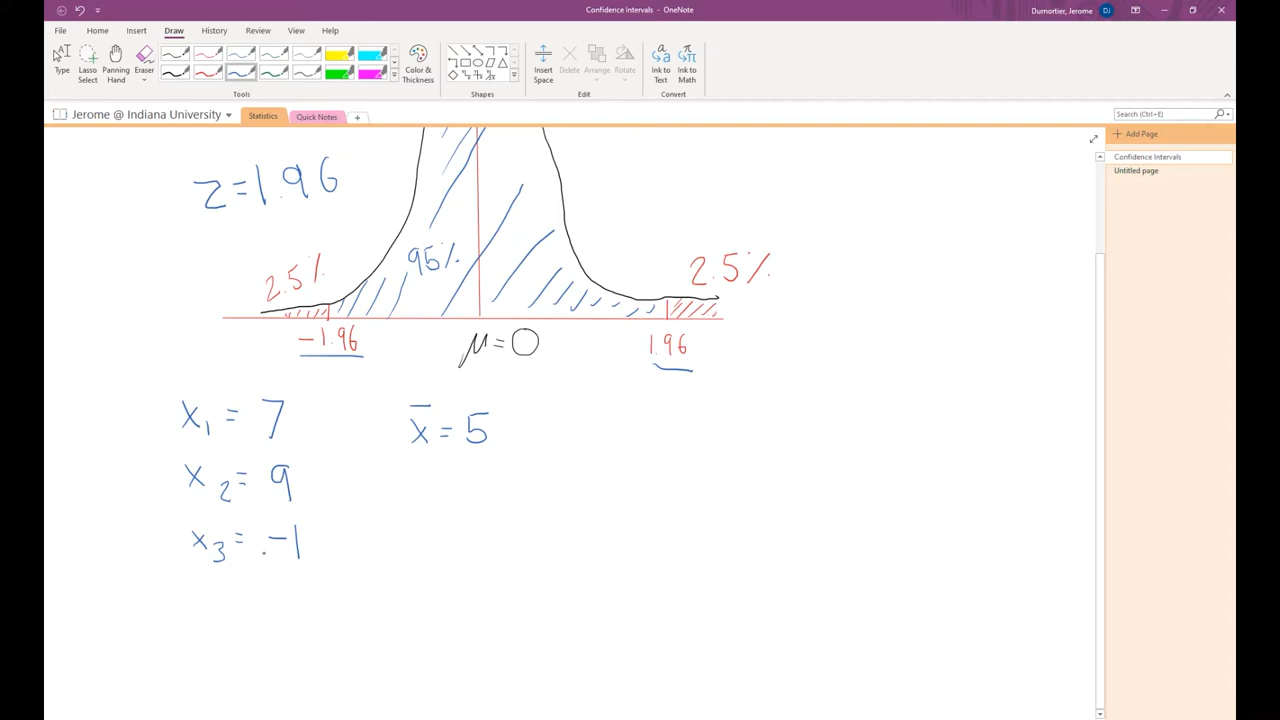 Confidence Intervals - OneNote
Dumortier, Jerome DJ
File Home Insert Draw History Review View Help
Type Lasso Select Panning Hand Eraser Color & Thickness Insert Space Delete Arrange Rotate Ink to Text Ink to Math
Tools Shapes Edit Convert
Jerome @ Indiana University Statistics Quick Notes Search (Ctrl+E)
Add Page
Confidence Intervals
Untitled page
z=1.96
95%
2.5% 2.5%
-1.96 μ=0 1.96
x₁ = 7 x̄ = 5
x₂ = 9
x₃ = -1